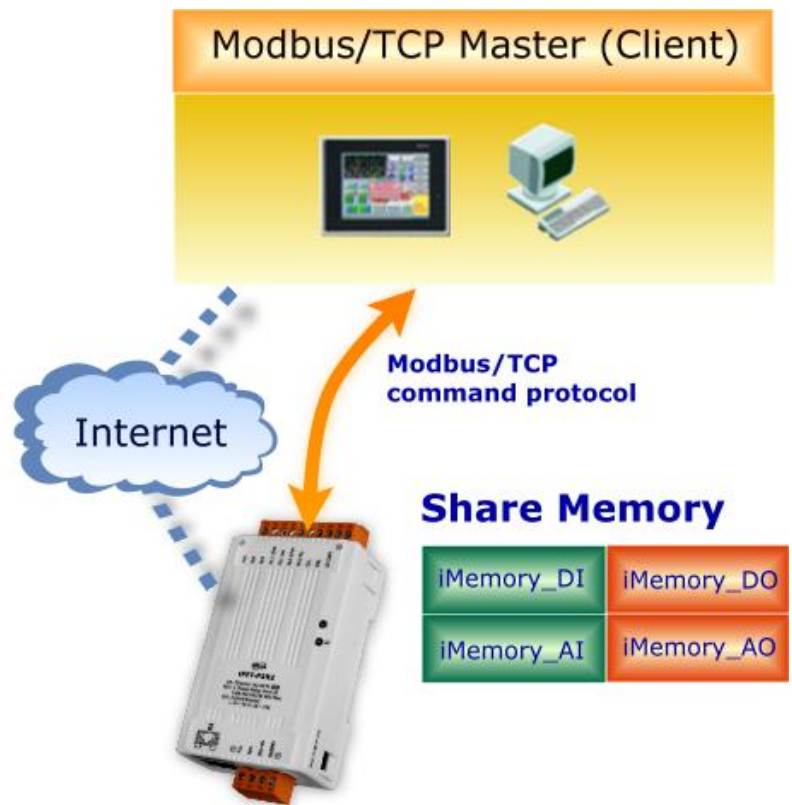 Modbus/TCP Master (Client)
Modbus/TCP
command protocol
Internet
Share Memory
iMemory_DI
iMemory_DO
iMemory_AI
iMemory_AO